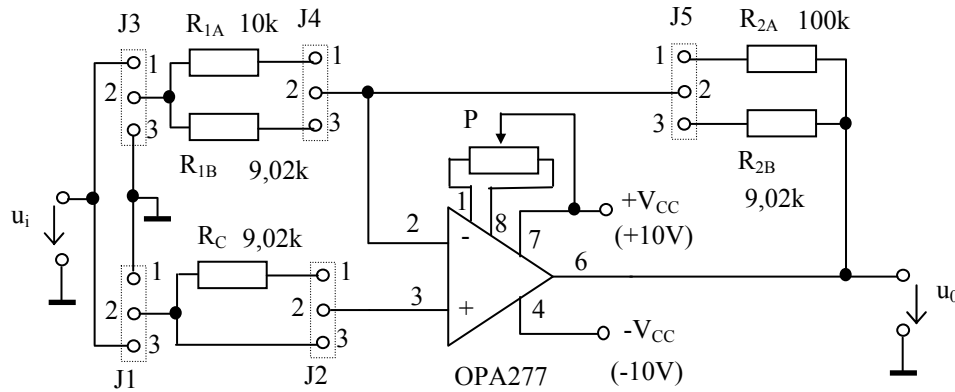 J3
R1A 10k
J4
J5
R2A
100k
1
2
3
1
2
3
1
2
3
P
R1B
9,02k
R2B
9,02k
ui
1
8
+VCC
(+10V)
2
-
7
6
RC
9,02k
1
2
3
1
2
3
3
+
4
-VCC
(-10V)
u0
J1
J2
OPA277